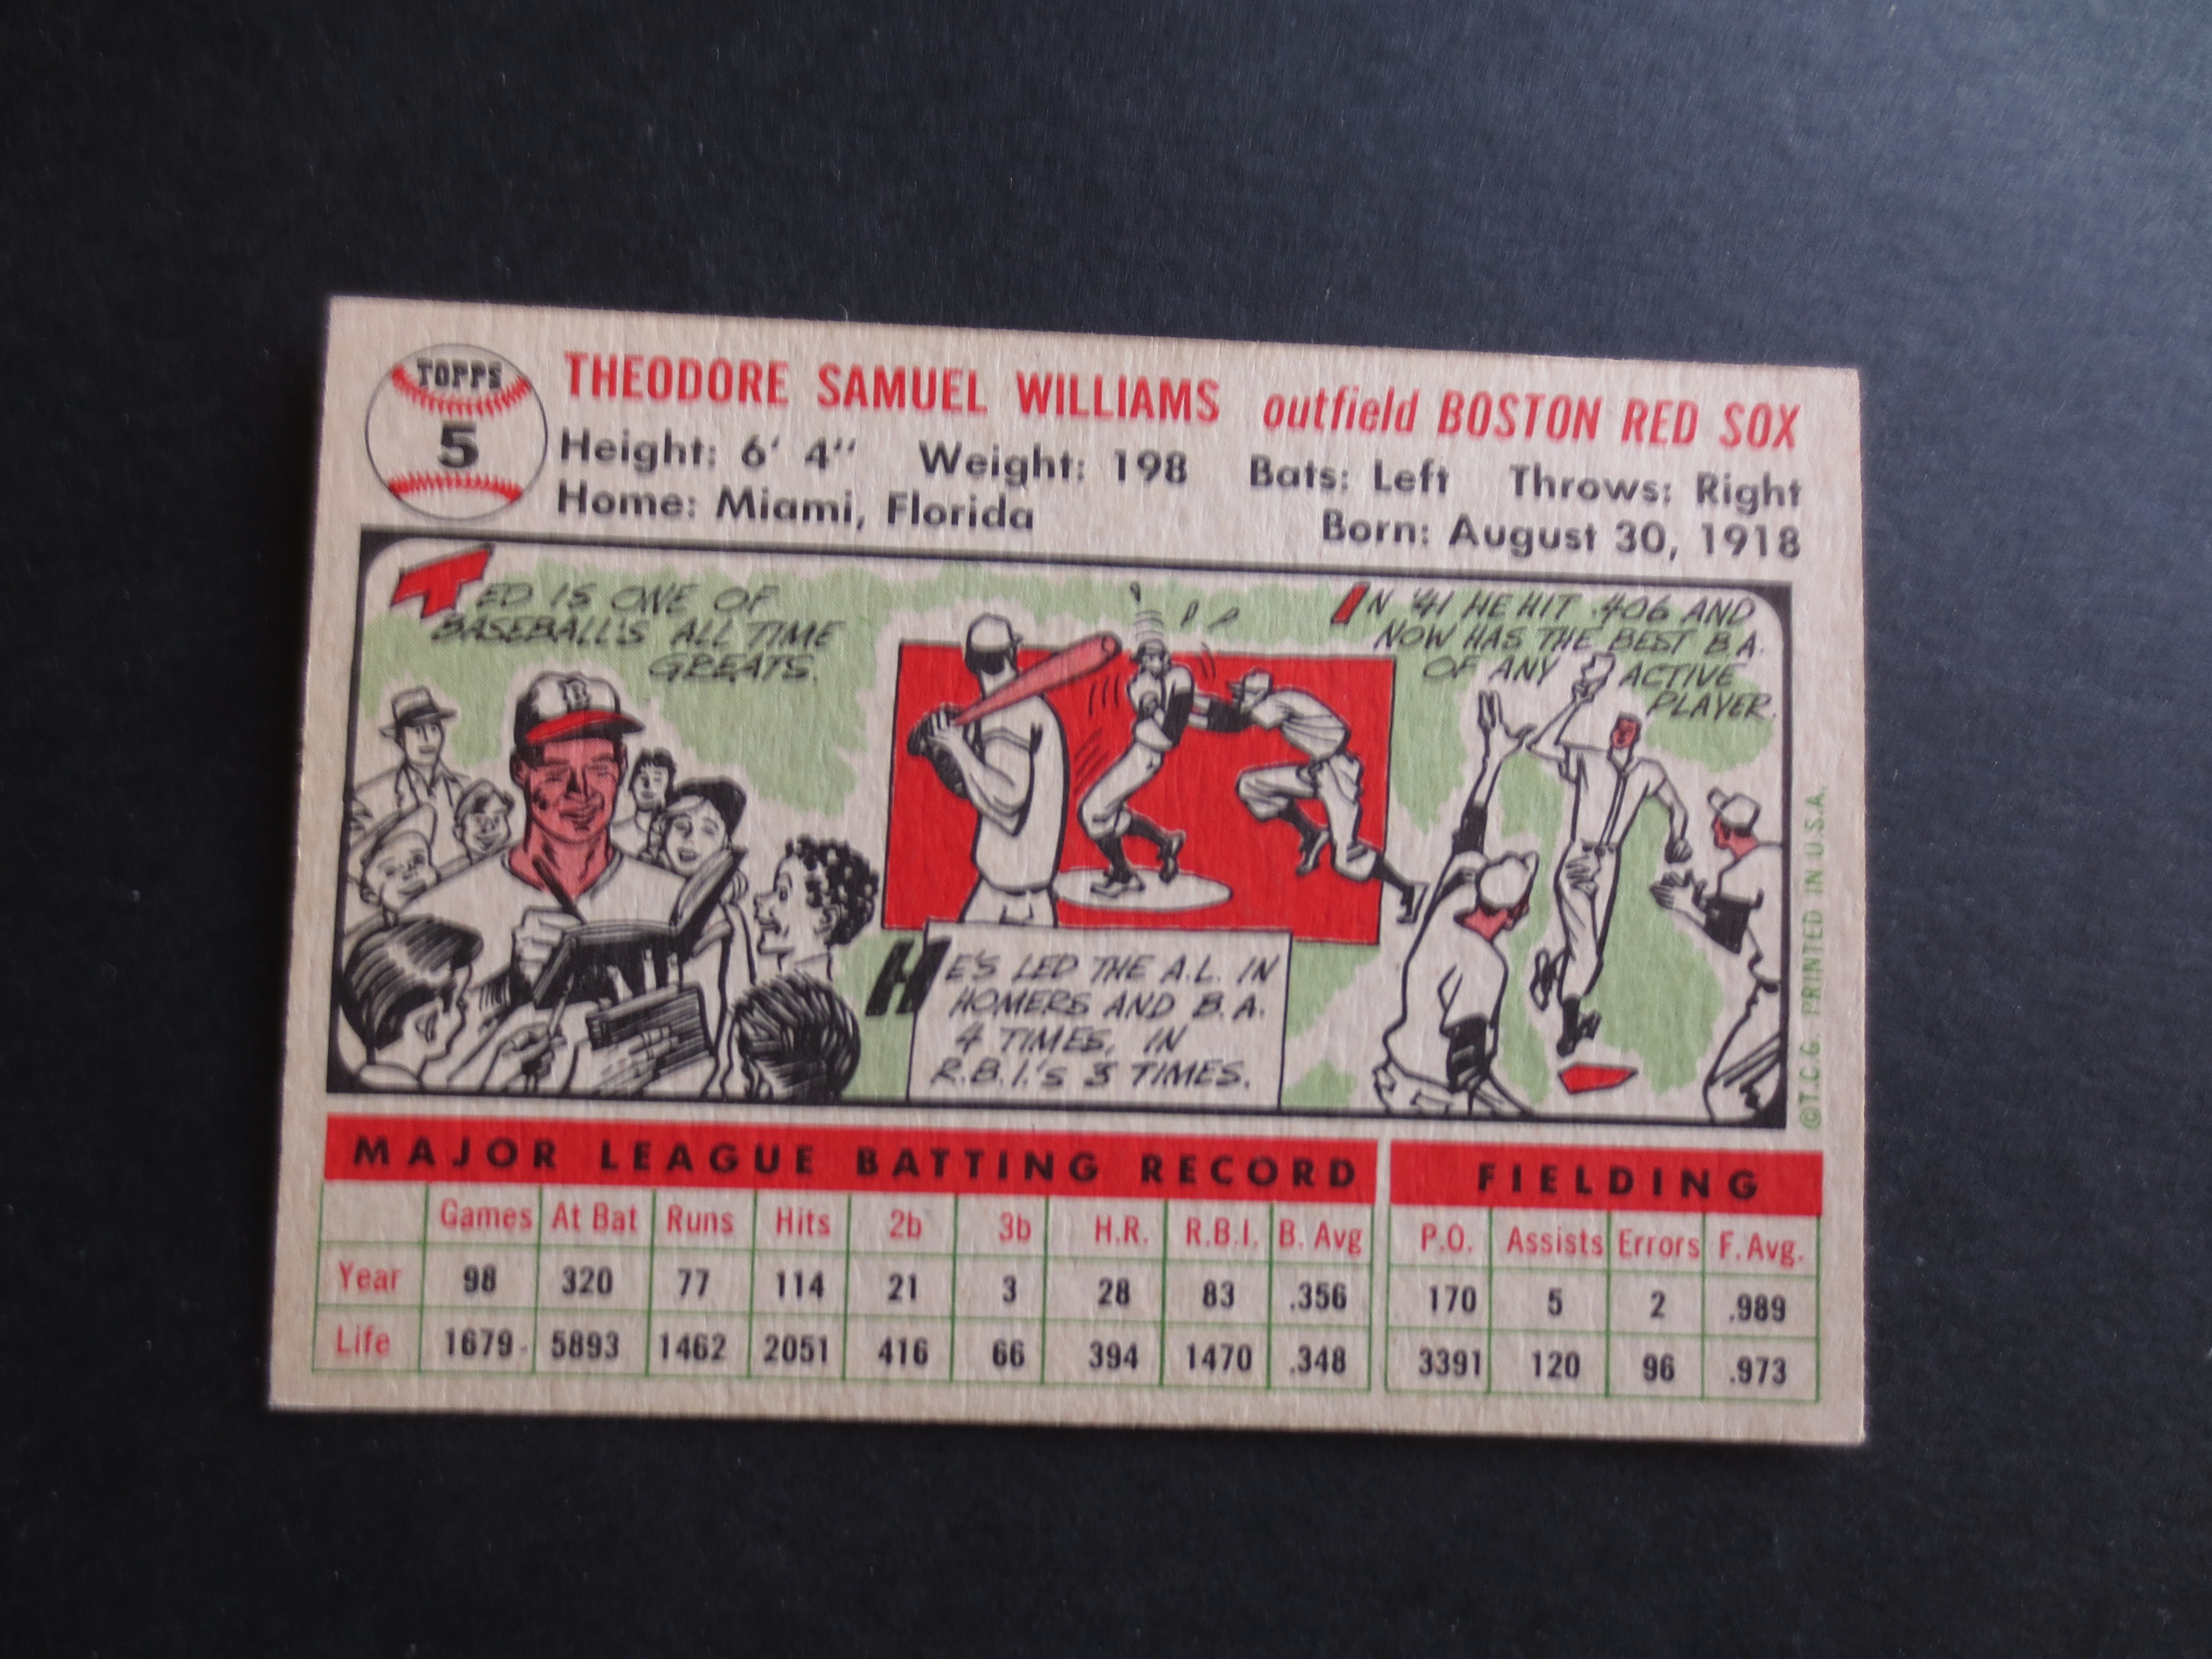 TOPPS
5
THEODORE SAMUEL WILLIAMS outfield BOSTON RED SOX
Height: 6' 4" Weight: 198 Bats: Left Throws: Right
Home: Miami, Florida Born: August 30, 1918
TED IS ONE OF
BASEBALL'S ALL TIME
GREATS.
B
HE'S LED THE A.L. IN
HOMERS AND B.A.
4 TIMES, IN
R.B.I.'S 3 TIMES.
IN '41 HE HIT .406 AND
NOW HAS THE BEST B.A.
OF ANY ACTIVE
PLAYER.
©T.C.G. PRINTED IN U.S.A.
MAJOR LEAGUE BATTING RECORD FIELDING
Games At Bat Runs Hits 2b 3b H.R. R.B.I. B. Avg P.O. Assists Errors F. Avg.
Year 98 320 77 114 21 3 28 83 .356 170 5 2 .989
Life 1679 5893 1462 2051 416 66 394 1470 .348 3391 120 96 .973